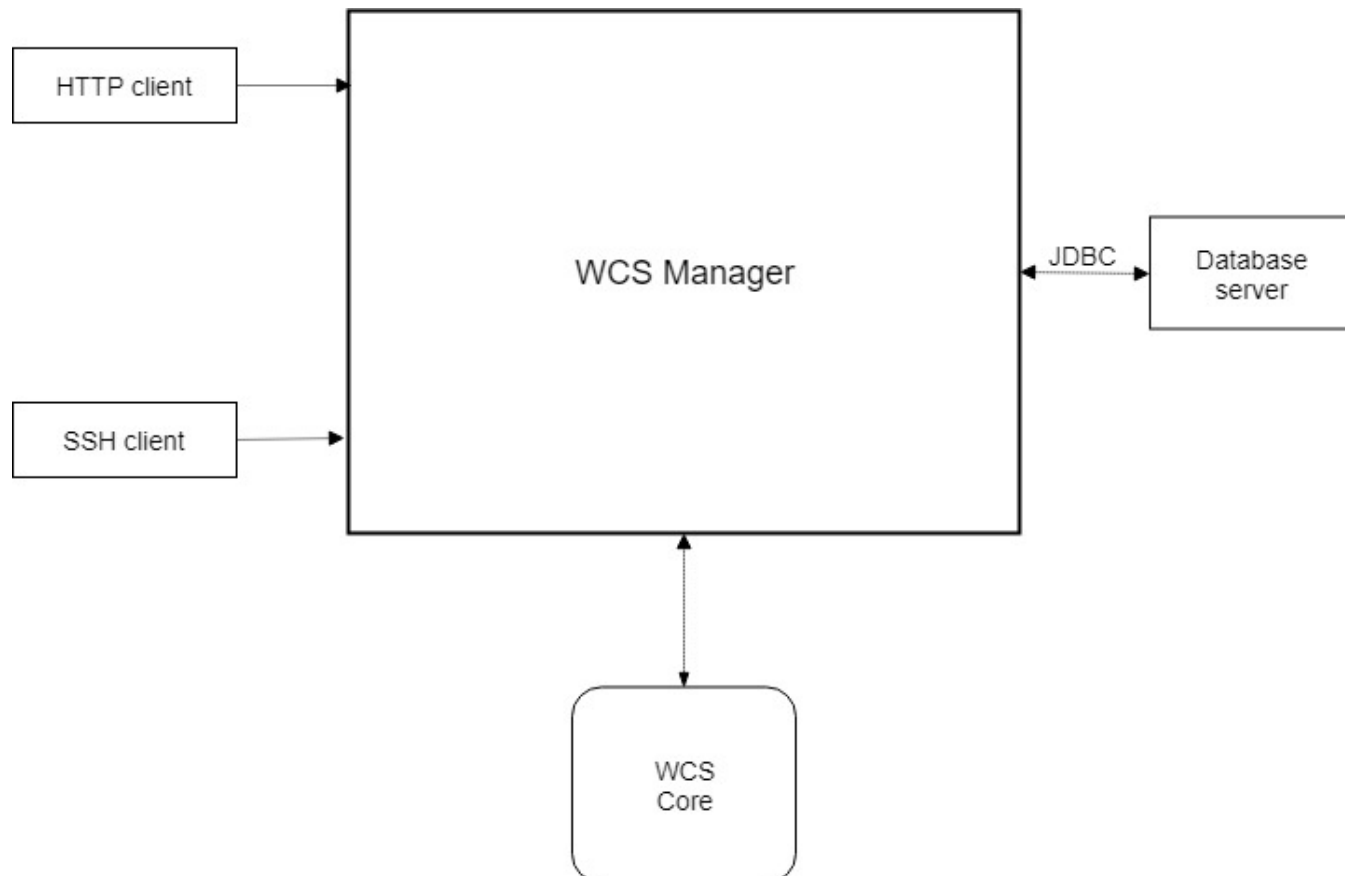 HTTP client
WCS Manager
JDBC
Database
server
SSH client
WCS
Core